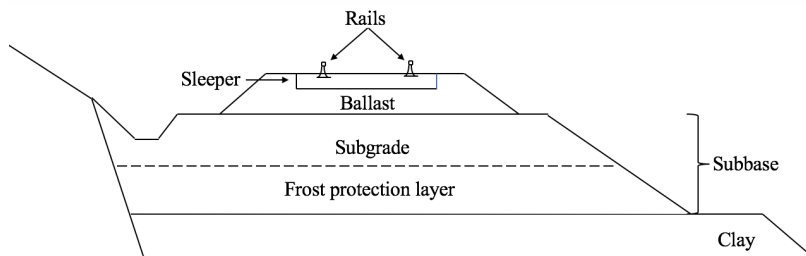 Rails
Sleeper
Ballast
Subgrade
Subbase
Frost protection layer
Clay